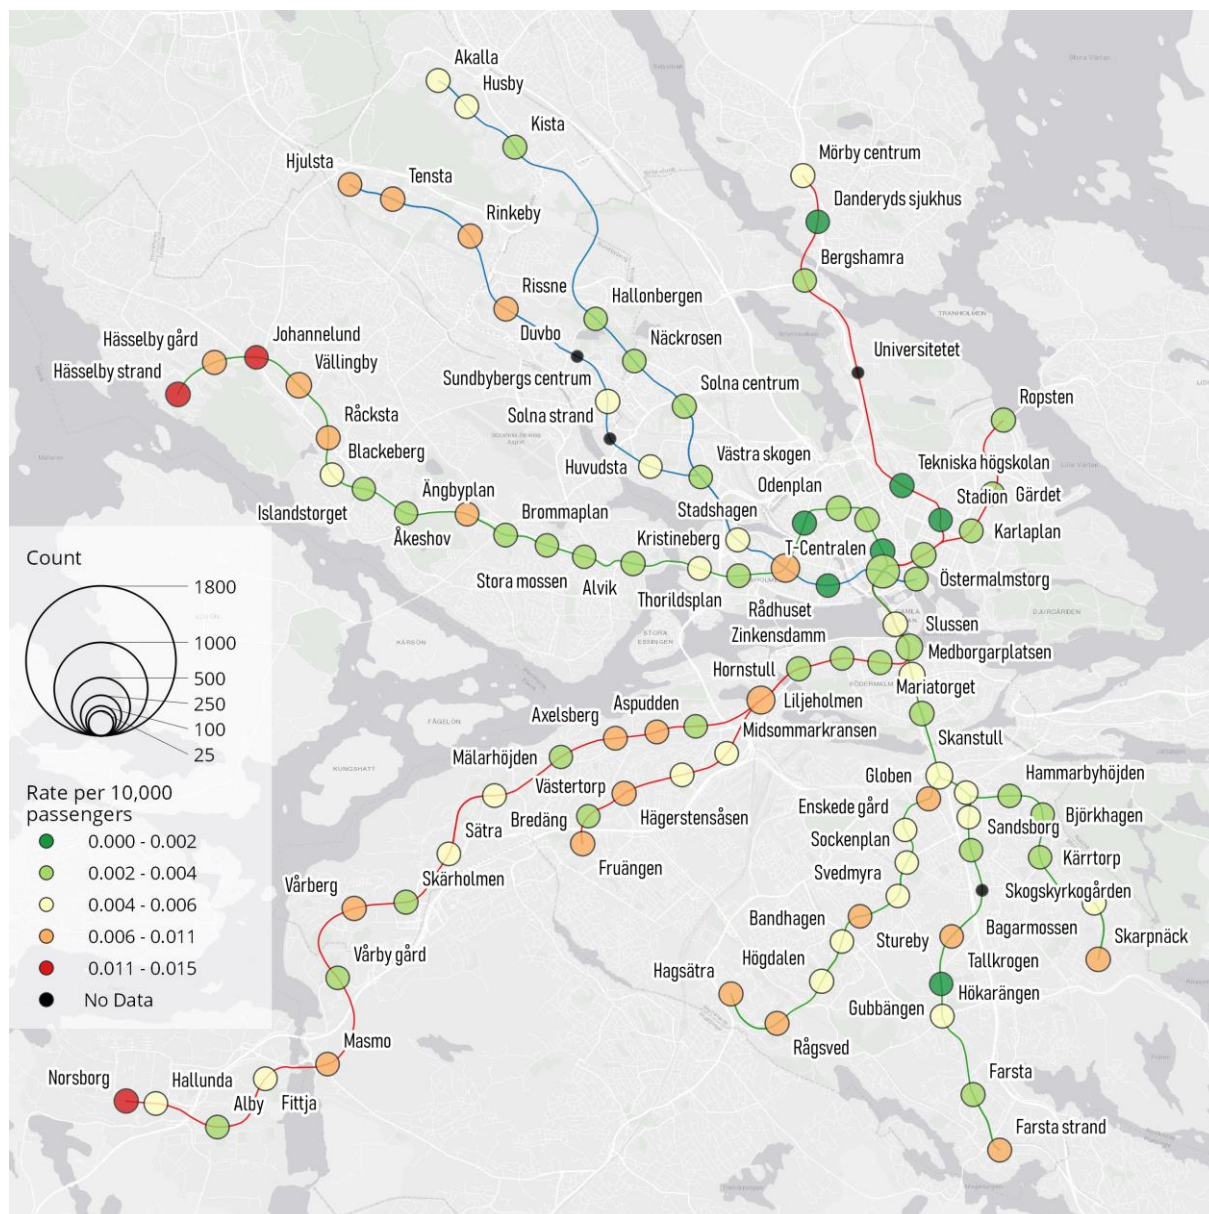 Akalla
Husby
Kista
Hjulsta
Tensta
Rinkeby
Mörby centrum
Danderyds sjukhus
Bergshamra
Rissne
Hallonbergen
Duvbo
Näckrosen
Universitetet
TRANHOLMEN
Johannelund
Hässelby gård
Vällingby
Hässelby strand
Sundbybergs centrum
Solna centrum
Solna strand
Ropsten
Råcksta
Blackeberg
Huvudsta
Västra skogen
Tekniska högskolan
Odenplan
Stadion
Gärdet
Ängbyplan
Islandstorget
Brommaplan
Stadshagen
Åkeshov
Kristineberg
T-Centralen
Karlaplan
Stora mossen
Alvik
Thorildsplan
Östermalmstorg
Rådhuset
DJURGÅRDEN
STORA
ESSINGEN
Slussen
Zinkensdamm
Medborgarplatsen
KÄRSÖN
Hornstull
Mariatorget
Aspudden
Liljeholmen
Axelsberg
Midsommarkransen
FÅGELÖN
Skanstull
Mälarhöjden
KUNGSHATT
Globen
Hammarbyhöjden
Västertorp
Enskede gård
Björkhagen
Bredäng
Hägerstensåsen
Sandsborg
Sätra
Sockenplan
Kärrtorp
Fruängen
Svedmyra
Skärholmen
Skogskyrkogården
Vårberg
Bandhagen
Bagarmossen
Stureby
Skarpnäck
Vårby gård
Högdalen
Tallkrogen
Hagsätra
Hökarängen
Gubbängen
Masmo
Rågsved
Norsborg
Hallunda
Alby
Fittja
Farsta
Farsta strand
Count
1800
1000
500
250
100
25
Rate per 10,000
passengers
0.000 - 0.002
0.002 - 0.004
0.004 - 0.006
0.006 - 0.011
0.011 - 0.015
No Data